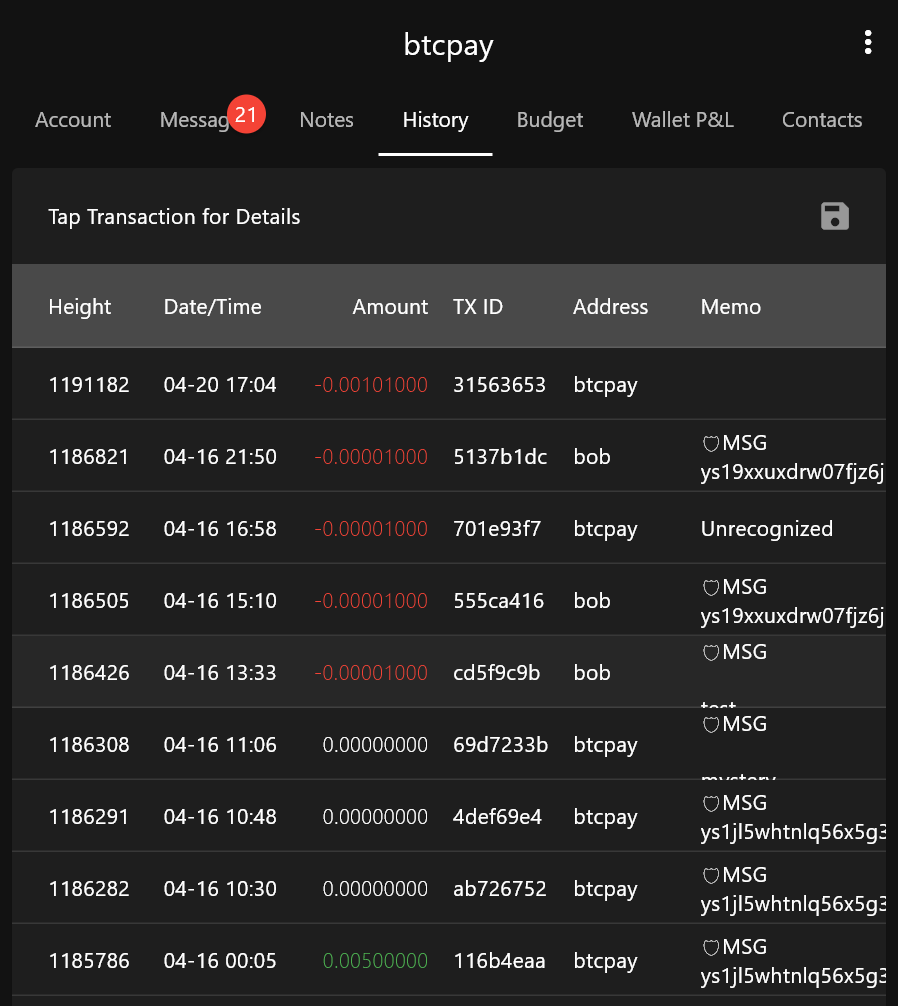 btcpay
Account Messag 21 Notes History Budget Wallet P&L Contacts
Tap Transaction for Details
Height Date/Time Amount TX ID Address Memo
1191182 04-20 17:04 -0.00101000 31563653 btcpay
1186821 04-16 21:50 -0.00001000 5137b1dc bob MSG
ys19xxuxdrw07fjz6j
1186592 04-16 16:58 -0.00001000 701e93f7 btcpay Unrecognized
1186505 04-16 15:10 -0.00001000 555ca416 bob MSG
ys19xxuxdrw07fjz6j
1186426 04-16 13:33 -0.00001000 cd5f9c9b bob MSG
test
1186308 04-16 11:06 0.00000000 69d7233b btcpay MSG
mystery
1186291 04-16 10:48 0.00000000 4def69e4 btcpay MSG
ys1jl5whtnlq56x5g3
1186282 04-16 10:30 0.00000000 ab726752 btcpay MSG
ys1jl5whtnlq56x5g3
1185786 04-16 00:05 0.00500000 116b4eaa btcpay MSG
ys1jl5whtnlq56x5g3